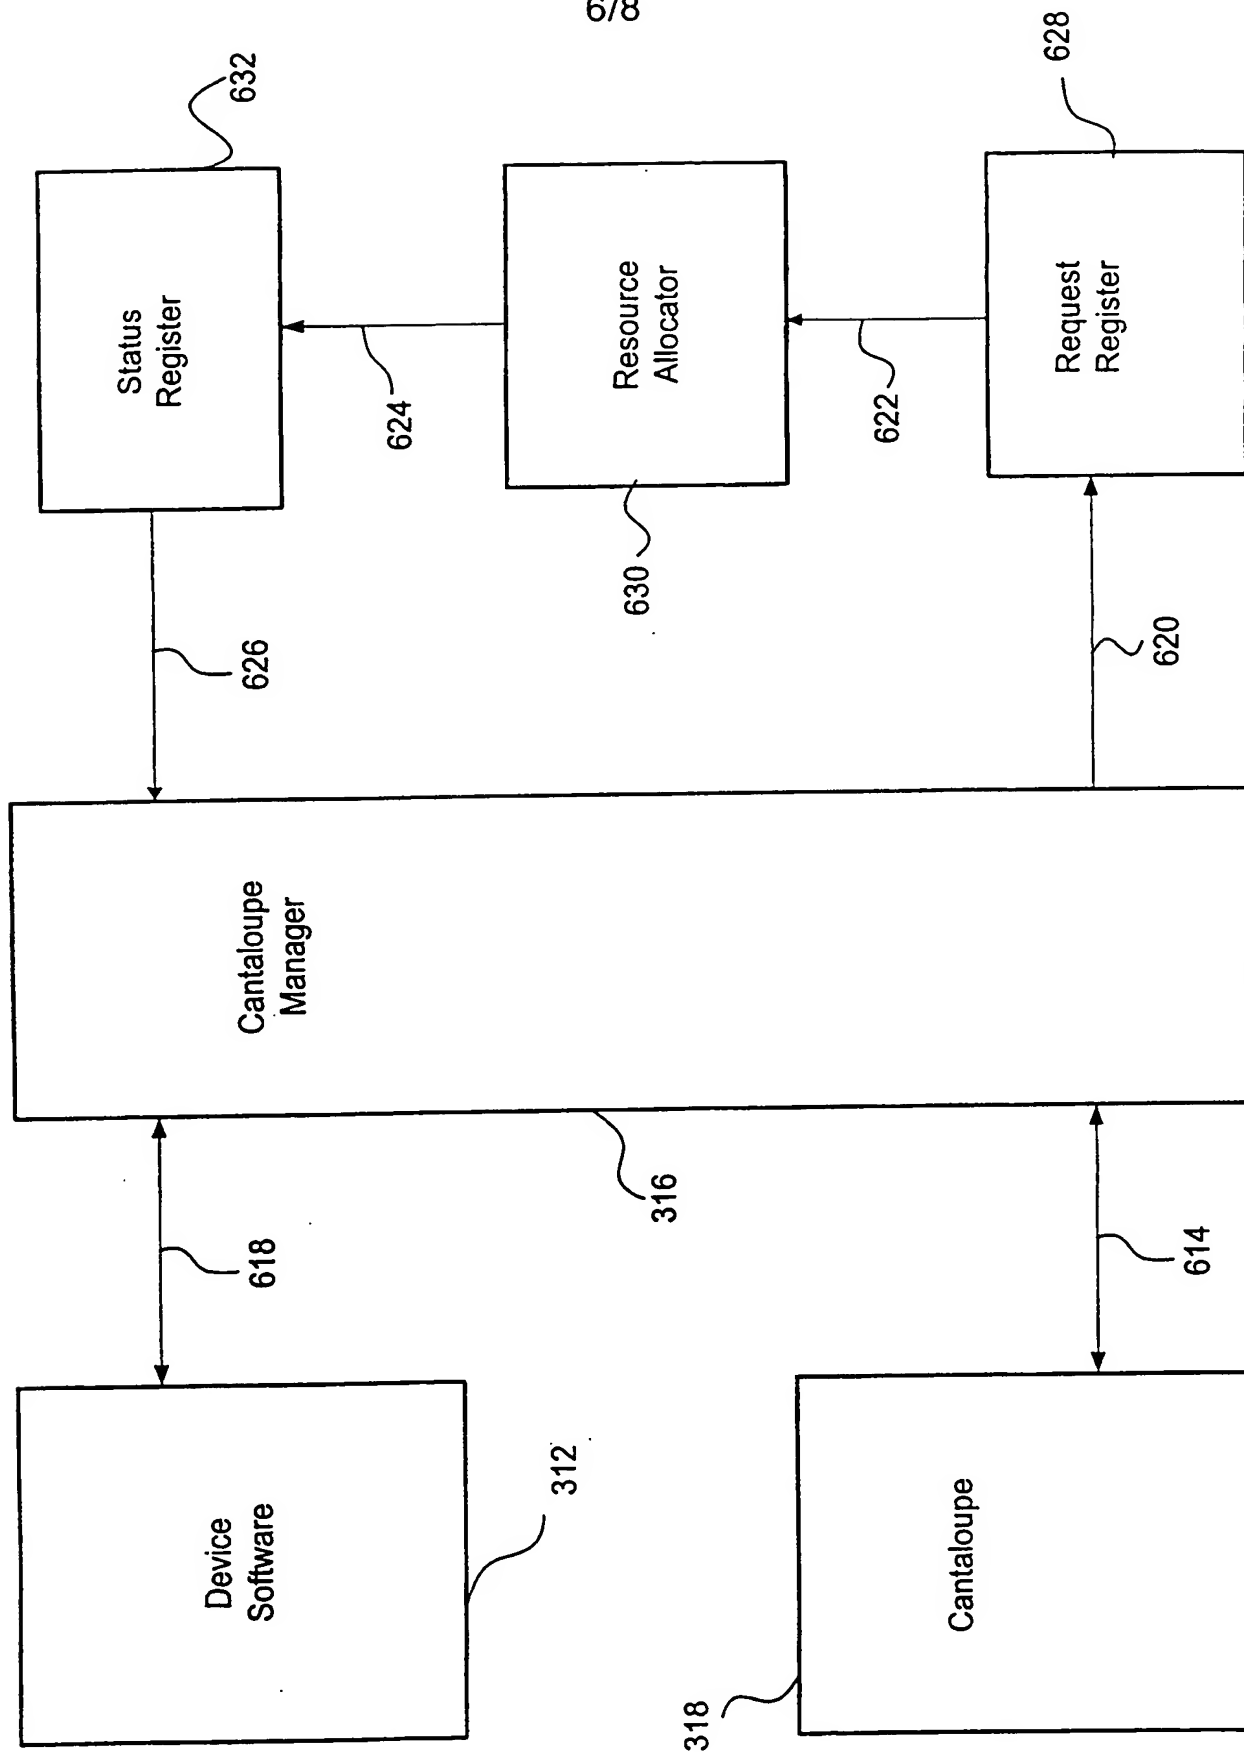 6/8
Device
Software
312
618
Cantaloupe
Manager
316
626
Status
Register
632
624
Resource
Allocator
630
622
Request
Register
628
620
Cantaloupe
318
614